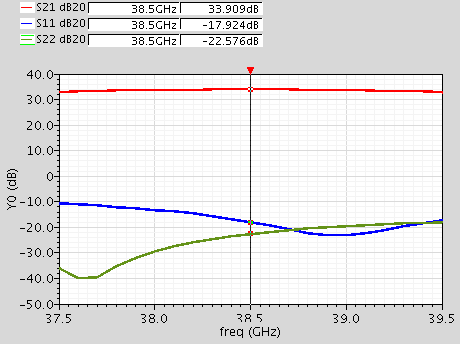 S21 dB20 38.5GHz 33.909dB
S11 dB20 38.5GHz -17.924dB
S22 dB20 38.5GHz -22.576dB
40.0
30.0
20.0
10.0
0
-10.0
-20.0
-30.0
-40.0
-50.0
Y0 (dB)
37.5 38.0 38.5 39.0 39.5
freq (GHz)